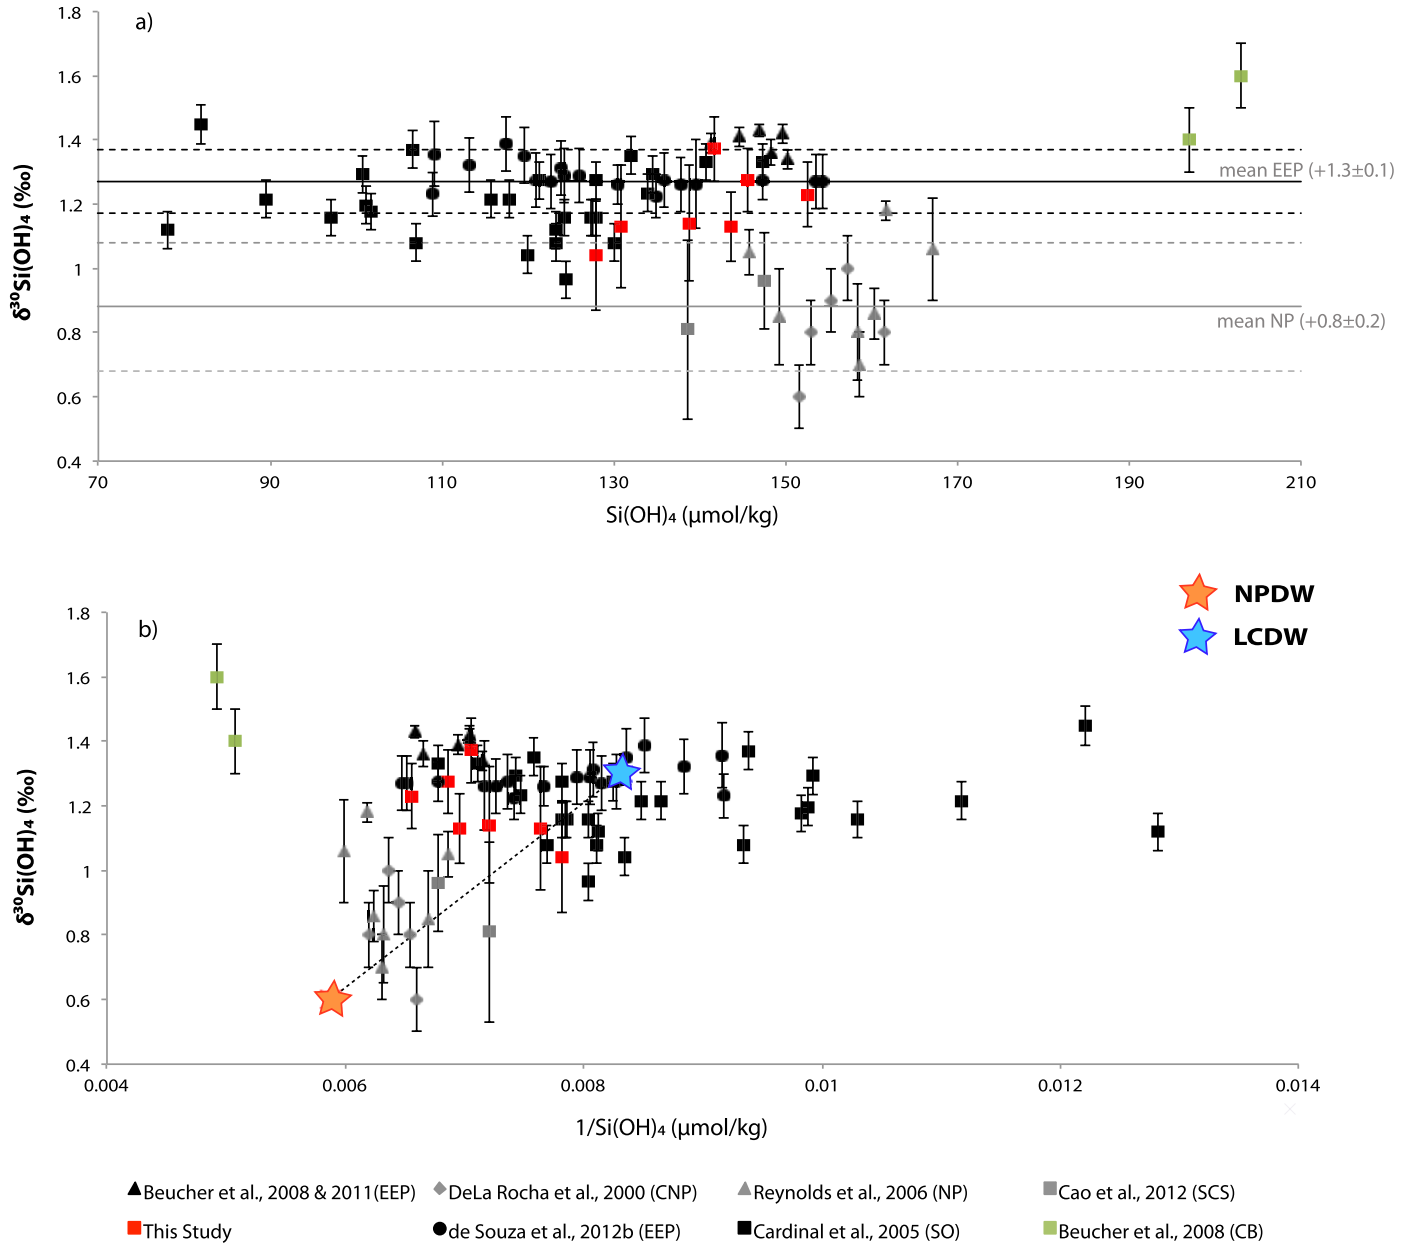 a)
1.8
1.6
1.4
1.2
1
0.8
0.6
0.4
δ³⁰Si(OH)₄ (‰)
mean EEP (+1.3±0.1)
mean NP (+0.8±0.2)
70 90 110 130 150 170 190 210
Si(OH)₄ (µmol/kg)
NPDW
LCDW
b)
1.8
1.6
1.4
1.2
1
0.8
0.6
0.4
δ³⁰Si(OH)₄ (‰)
0.004 0.006 0.008 0.01 0.012 0.014
1/Si(OH)₄ (µmol/kg)
Beucher et al., 2008 & 2011(EEP) DeLa Rocha et al., 2000 (CNP) Reynolds et al., 2006 (NP) Cao et al., 2012 (SCS)
This Study de Souza et al., 2012b (EEP) Cardinal et al., 2005 (SO) Beucher et al., 2008 (CB)